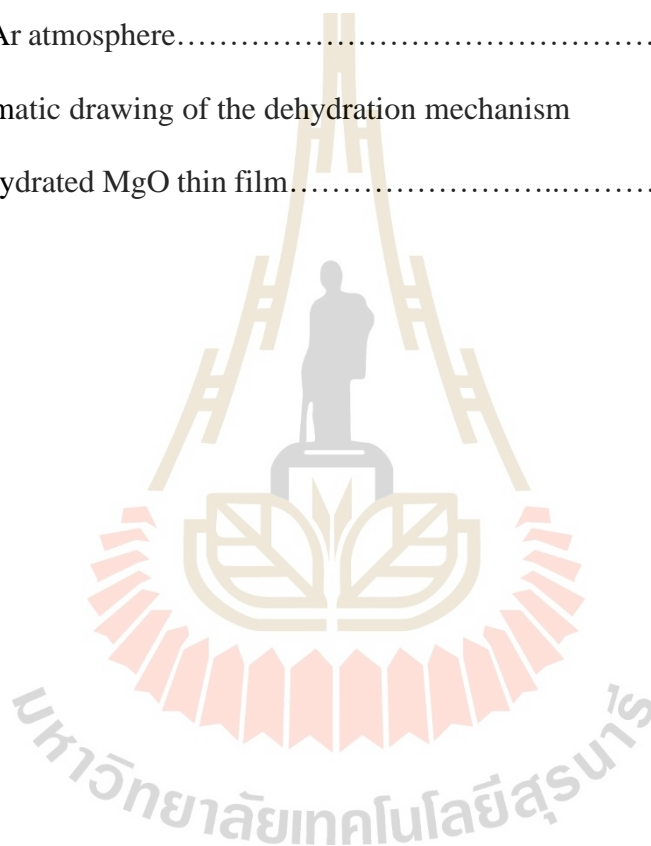 Ar atmosphere……………………………………………
matic drawing of the dehydration mechanism
ydrated MgO thin film……………………..………
มหาวิทยาลัยเทคโนโลยีสุรนารี